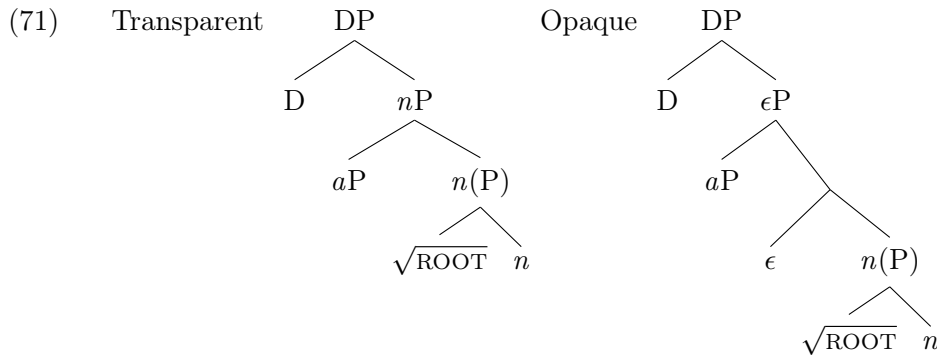 (71) Transparent DP Opaque DP
D nP D ϵP
aP n(P) aP
√ROOT n ϵ n(P)
√ROOT n